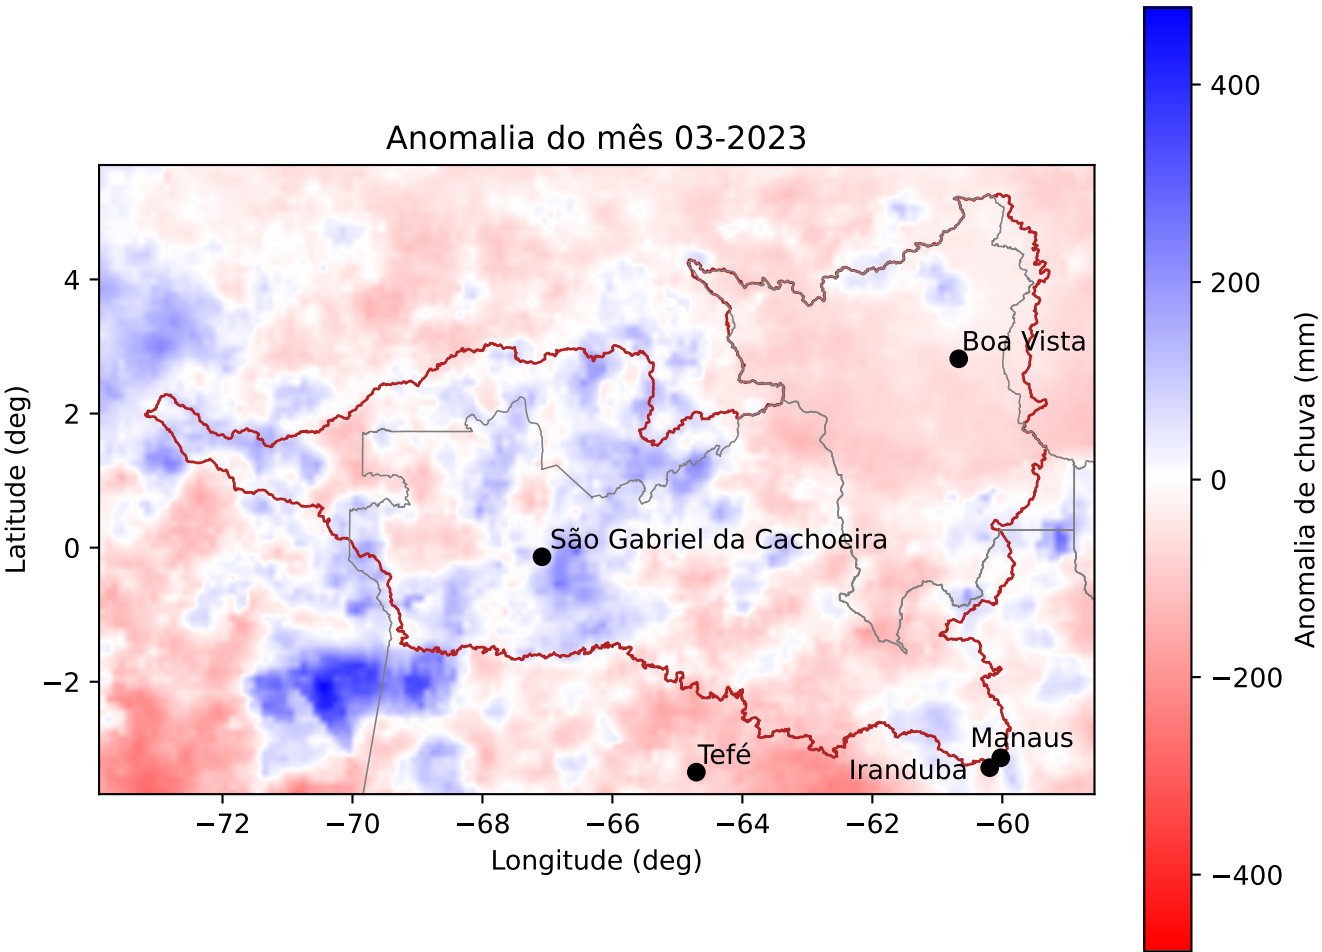 Anomalia do mês 03-2023
Latitude (deg)
4
2
0
−2
Boa Vista
São Gabriel da Cachoeira
Manaus
Tefé
Iranduba
−72 −70 −68 −66 −64 −62 −60
Longitude (deg)
400
200
0
−200
−400
Anomalia de chuva (mm)